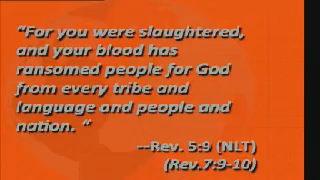 “For you were slaughtered,
and your blood has
ransomed people for God
from every tribe and
language and people and
nation. “
--Rev. 5:9 (NLT)
(Rev.7:9-10)